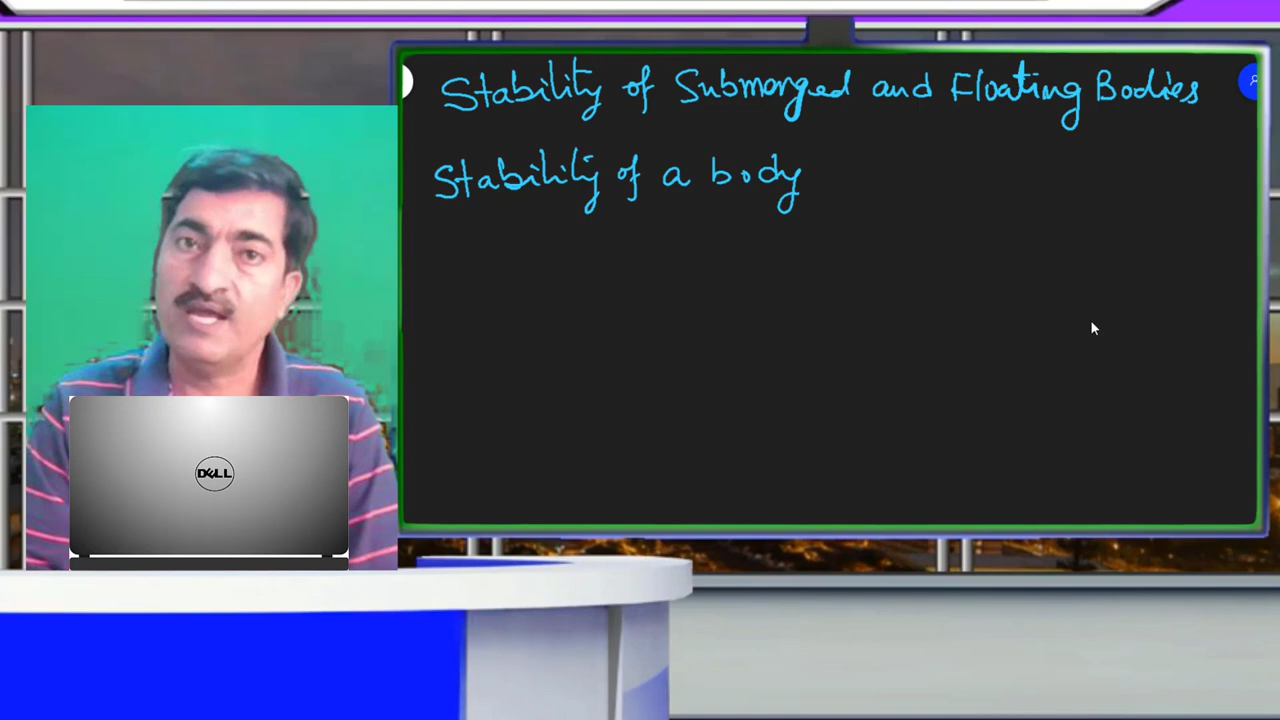 Stability of Submerged and Floating Bodies
Stability of a body
DELL